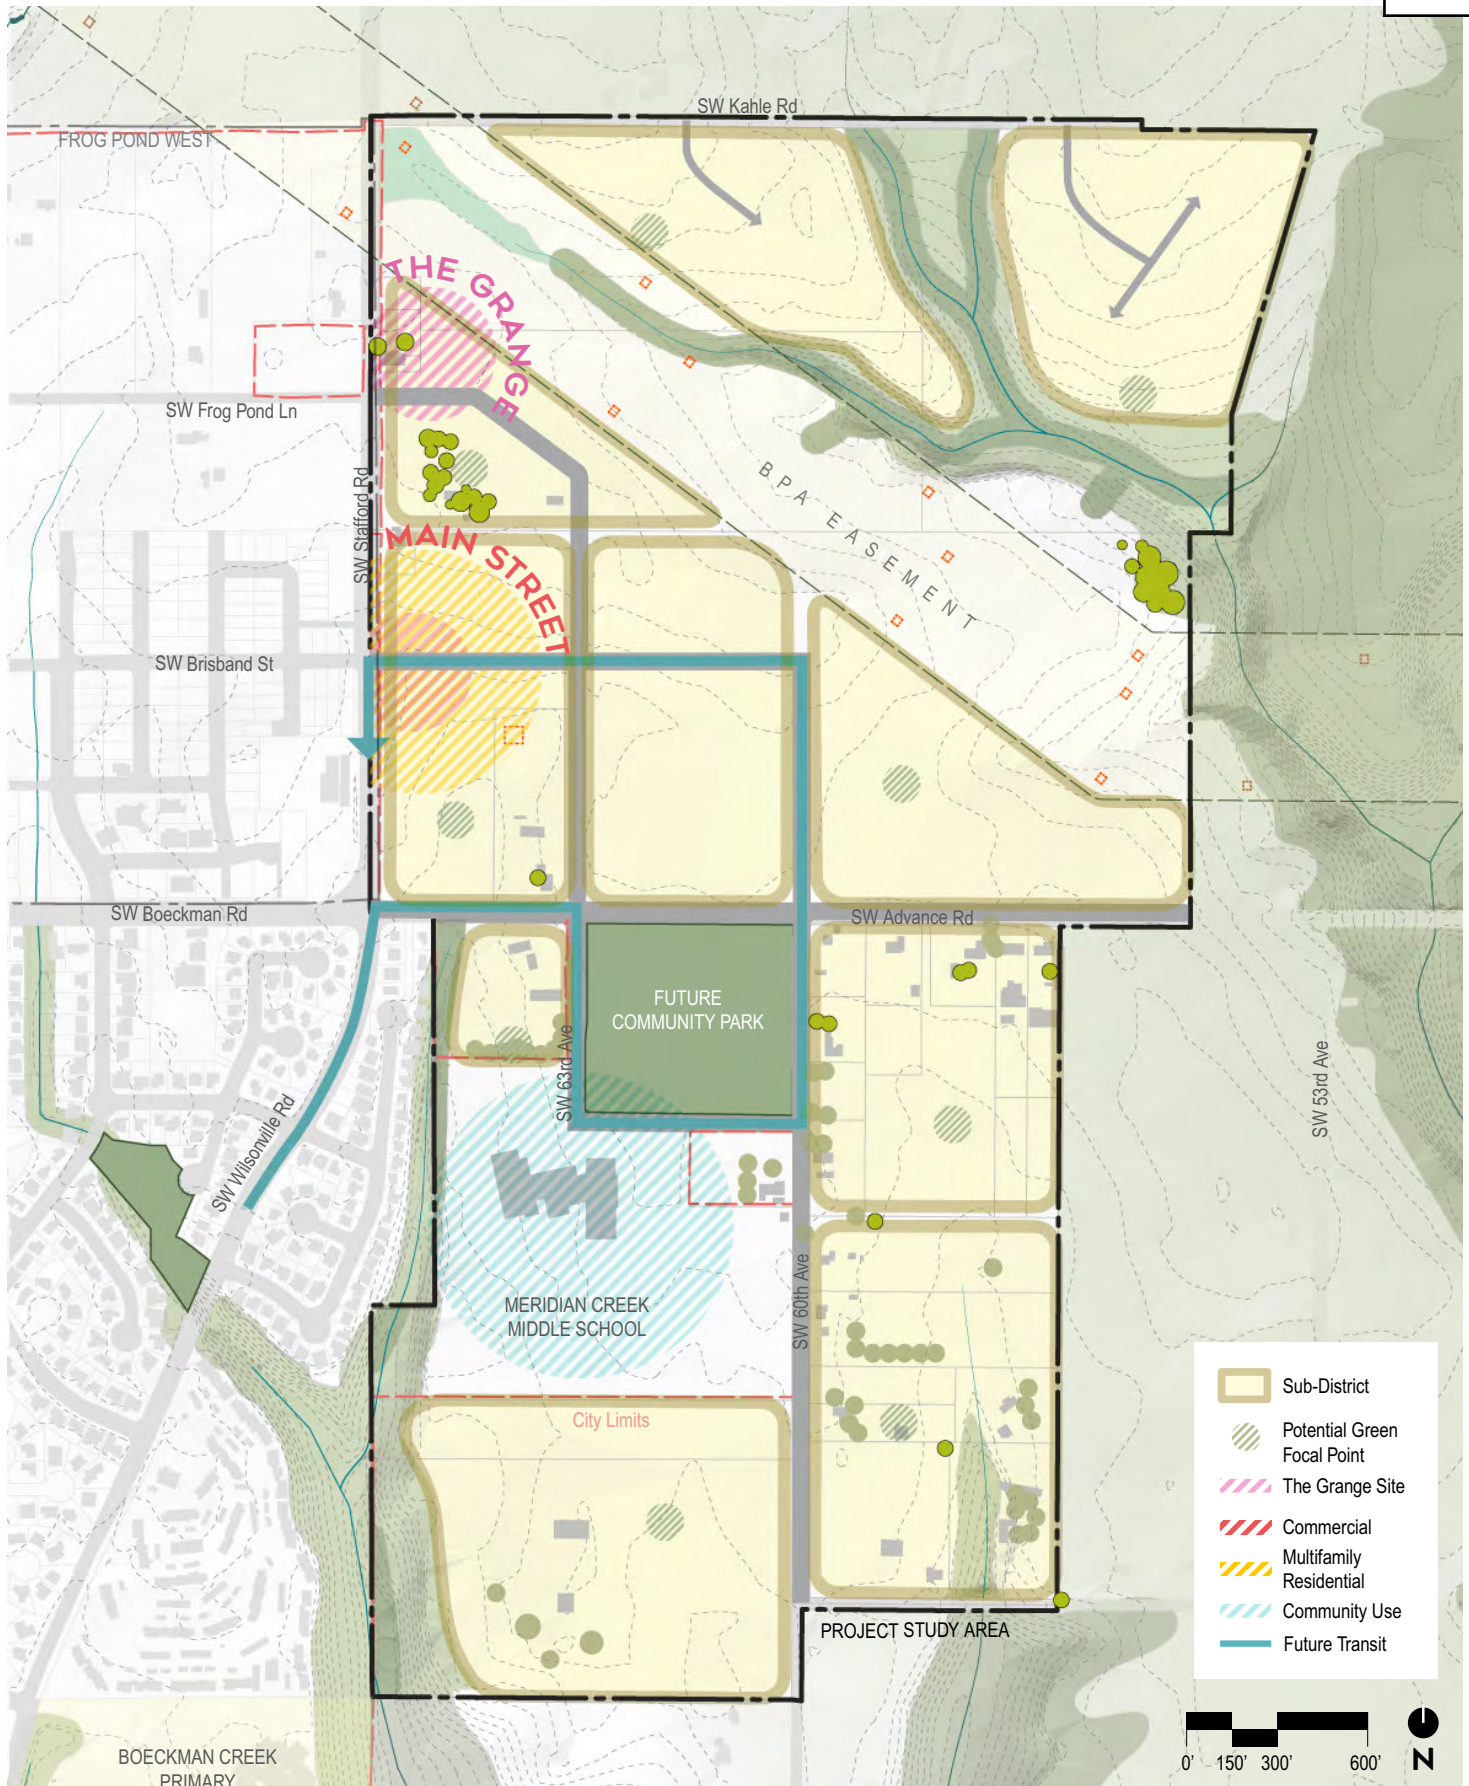 SW Kahle Rd
FROG POND WEST
THE GRANGE
SW Frog Pond Ln
SW Stafford Rd
BPA EASEMENT
MAIN STREET
SW Brisband St
SW Boeckman Rd
SW Advance Rd
FUTURE
COMMUNITY PARK
SW 63rd Ave
SW 53rd Ave
SW Wilsonville Rd
SW 60th Ave
MERIDIAN CREEK
MIDDLE SCHOOL
City Limits
PROJECT STUDY AREA
BOECKMAN CREEK
PRIMARY
Sub-District
Potential Green
Focal Point
The Grange Site
Commercial
Multifamily
Residential
Community Use
Future Transit
0' 150' 300' 600'
N